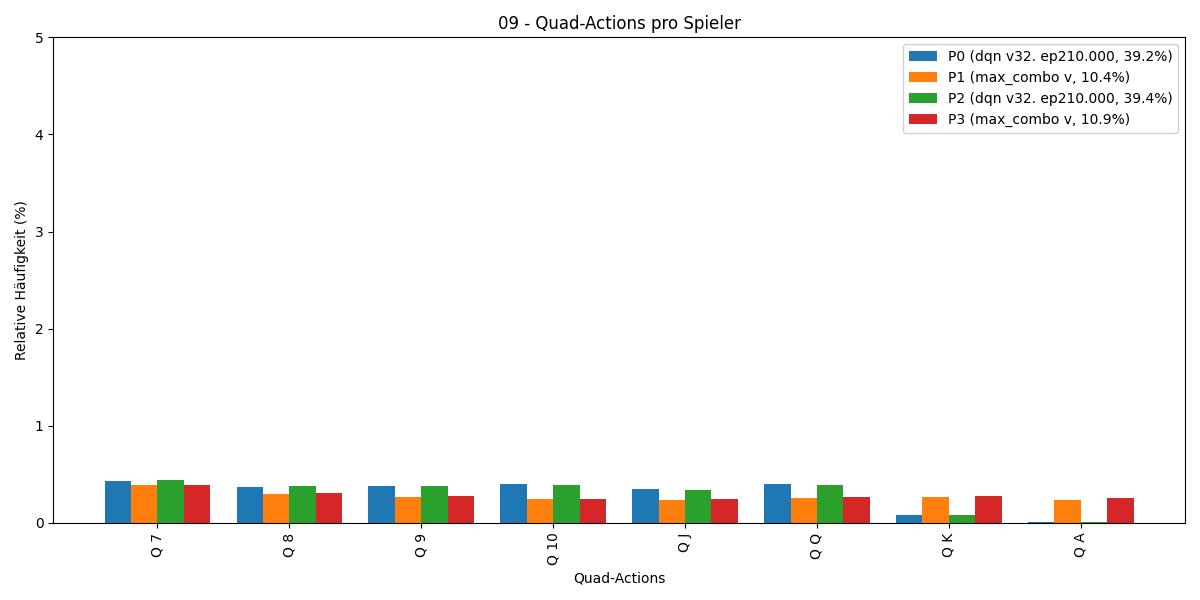 09 - Quad-Actions pro Spieler
5
4
3
2
1
0
Relative Häufigkeit (%)
P0 (dqn v32. ep210.000, 39.2%)
P1 (max_combo v, 10.4%)
P2 (dqn v32. ep210.000, 39.4%)
P3 (max_combo v, 10.9%)
Q 7
Q 8
Q 9
Q 10
Q J
Q Q
Q K
Q A
Quad-Actions